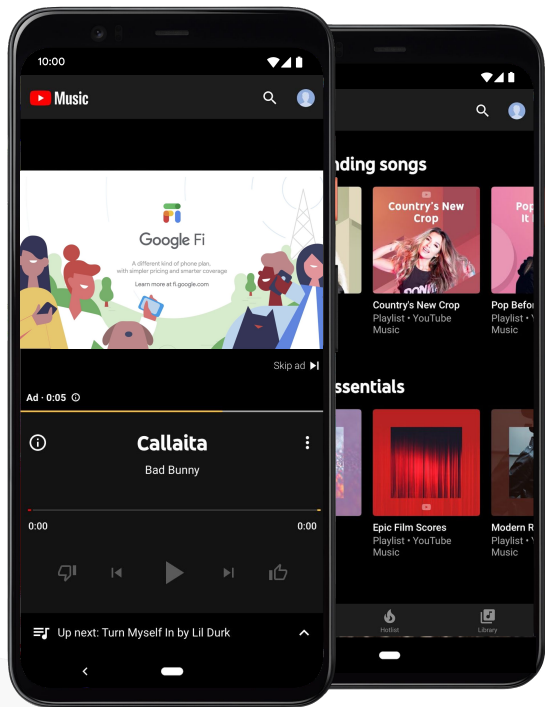 10:00
Music
Google Fi
A different kind of phone plan,
with simpler pricing and smarter coverage
Learn more at fi.google.com
Skip ad
Ad · 0:05
Callaita
Bad Bunny
0:00
0:00
Up next: Turn Myself In by Lil Durk
nding songs
Country's New
Crop
Pop
It
Country's New Crop
Playlist • YouTube
Music
Pop Befor
Playlist • Y
Music
ssentials
Epic Film Scores
Playlist • YouTube
Music
Modern R
Playlist • Y
Music
Hotlist
Library